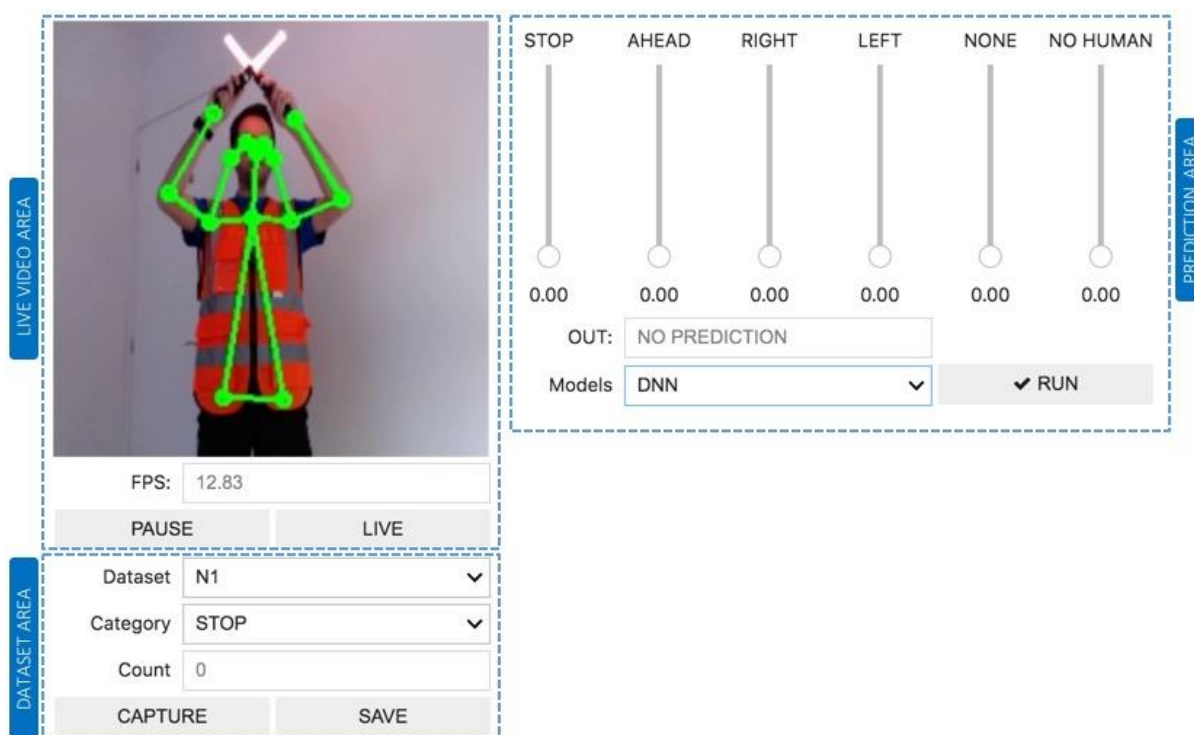 LIVE VIDEO AREA
FPS: 12.83
PAUSE LIVE
DATASET AREA
Dataset N1
Category STOP
Count 0
CAPTURE SAVE
STOP AHEAD RIGHT LEFT NONE NO HUMAN
0.00 0.00 0.00 0.00 0.00 0.00
OUT: NO PREDICTION
Models DNN ✔ RUN
PREDICTION AREA